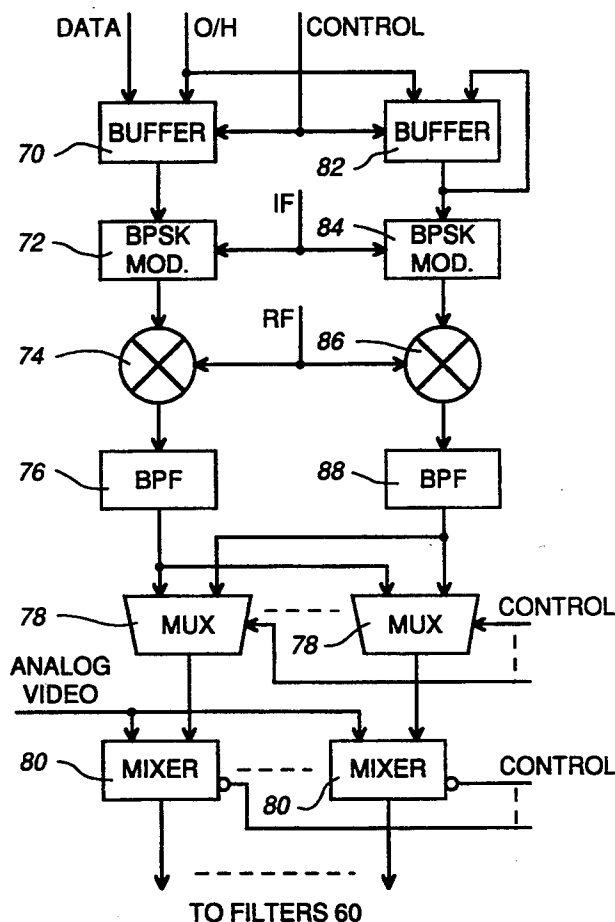 DATA O/H CONTROL
70 BUFFER 82 BUFFER
IF
72 BPSK MOD. 84 BPSK MOD.
RF
74 86
76 BPF 88 BPF
78 MUX 78 MUX CONTROL
ANALOG VIDEO
80 MIXER 80 MIXER CONTROL
TO FILTERS 60